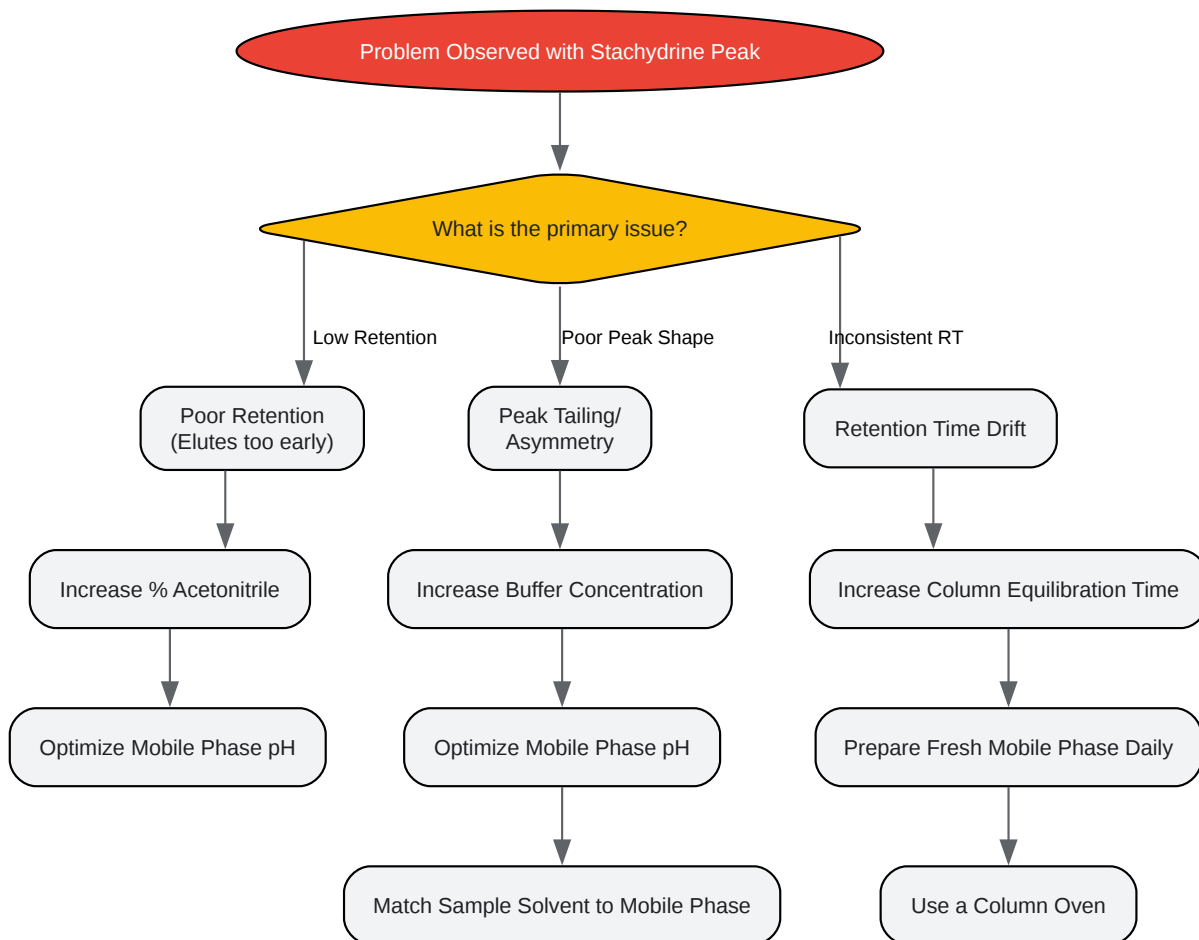 Problem Observed with Stachydrine Peak
What is the primary issue?
Low Retention
Poor Peak Shape
Inconsistent RT
Poor Retention
(Elutes too early)
Peak Tailing/
Asymmetry
Retention Time Drift
Increase % Acetonitrile
Increase Buffer Concentration
Increase Column Equilibration Time
Optimize Mobile Phase pH
Optimize Mobile Phase pH
Prepare Fresh Mobile Phase Daily
Match Sample Solvent to Mobile Phase
Use a Column Oven